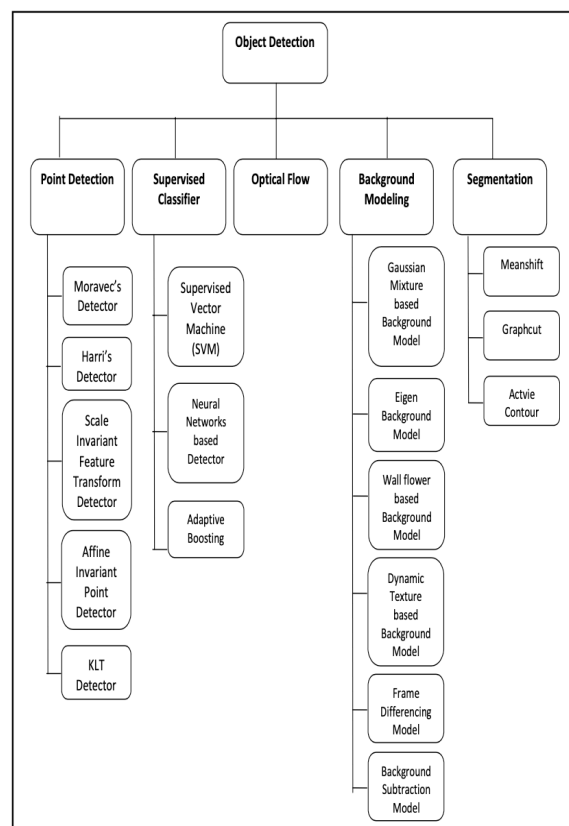 Object Detection
Point Detection
Supervised
Classifier
Optical Flow
Background
Modeling
Segmentation
Moravec's
Detector
Harri's
Detector
Scale
Invariant
Feature
Transform
Detector
Affine
Invariant
Point
Detector
KLT
Detector
Supervised
Vector
Machine
(SVM)
Neural
Networks
based
Detector
Adaptive
Boosting
Gaussian
Mixture
based
Background
Model
Eigen
Background
Model
Wall flower
based
Background
Model
Dynamic
Texture
based
Background
Model
Frame
Differencing
Model
Background
Subtraction
Model
Meanshift
Graphcut
Actvie
Contour